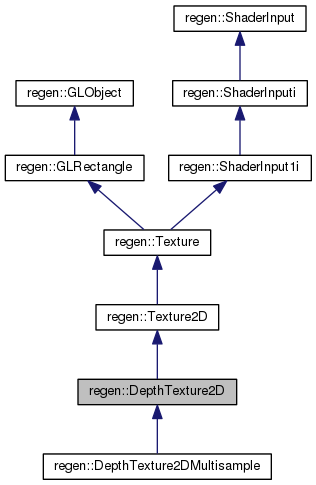 regen::ShaderInput
regen::GLObject
regen::ShaderInputi
regen::GLRectangle
regen::ShaderInput1i
regen::Texture
regen::Texture2D
regen::DepthTexture2D
regen::DepthTexture2DMultisample